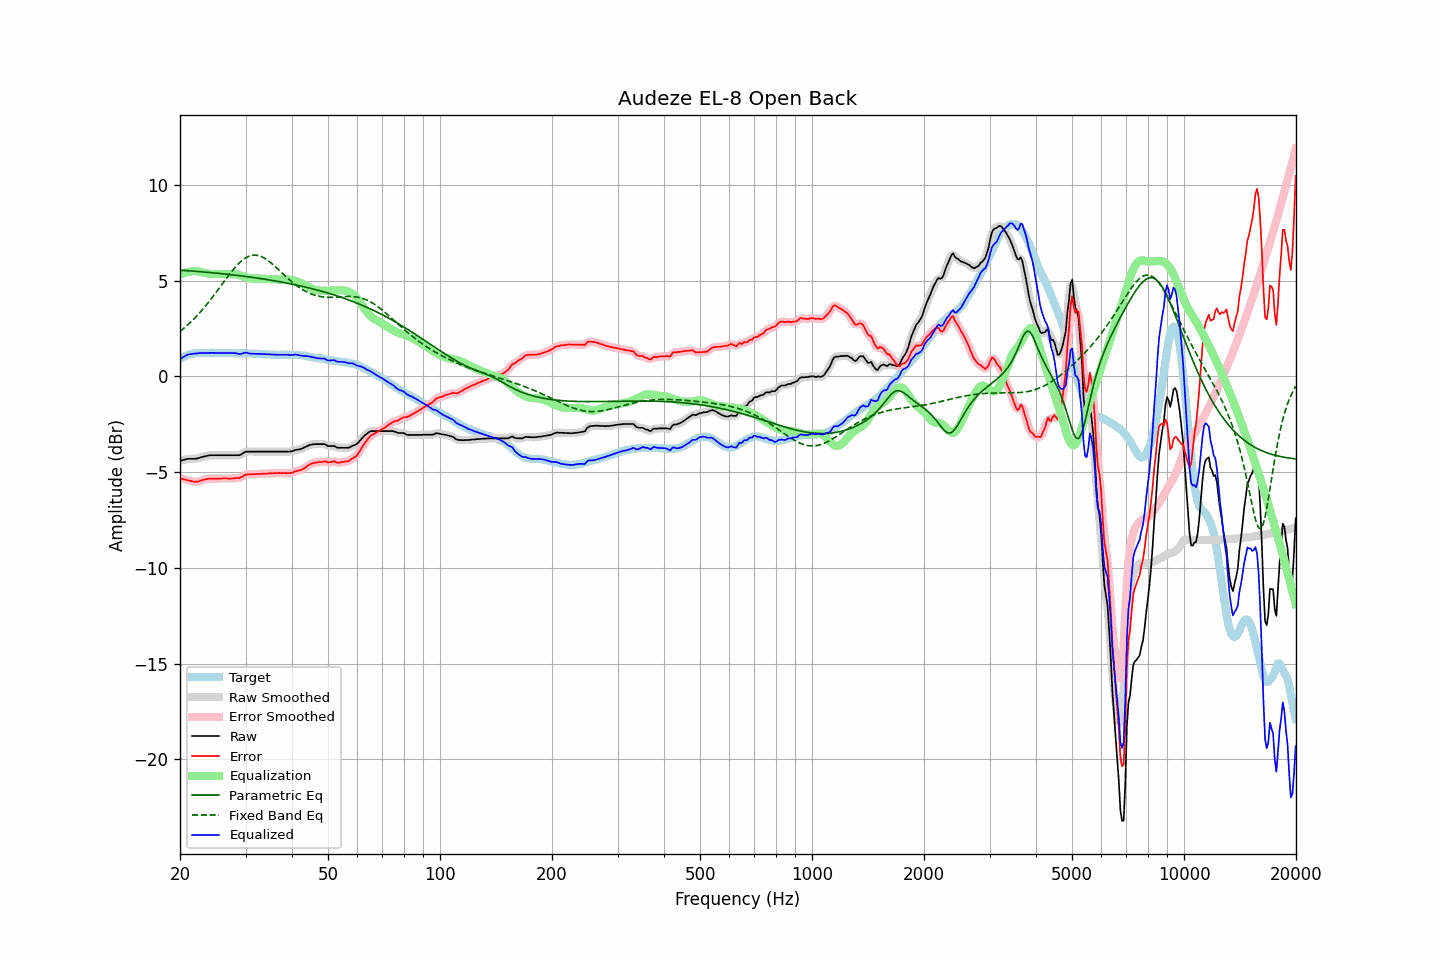 Audeze EL-8 Open Back
Amplitude (dBr)
10
5
0
−5
−10
−15
−20
Target
Raw Smoothed
Error Smoothed
Raw
Error
Equalization
Parametric Eq
Fixed Band Eq
Equalized
20 50 100 200 500 1000 2000 5000 10000 20000
Frequency (Hz)